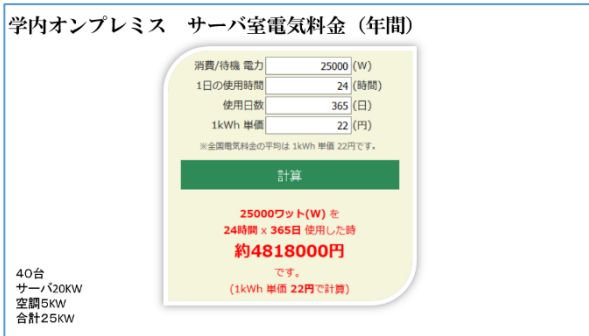 学内オンプレミス　サーバ室電気料金（年間）
消費/待機 電力 25000 (W)
1日の使用時間 24 (時間)
使用日数 365 (日)
1kWh 単価 22 (円)
※全国電気料金の平均は 1kWh 単価 22円です。
計算
25000ワット(W) を
24時間 x 365日 使用した時
約4818000円
です。
(1kWh 単価 22円で計算)
40台
サーバ20KW
空調5KW
合計25KW